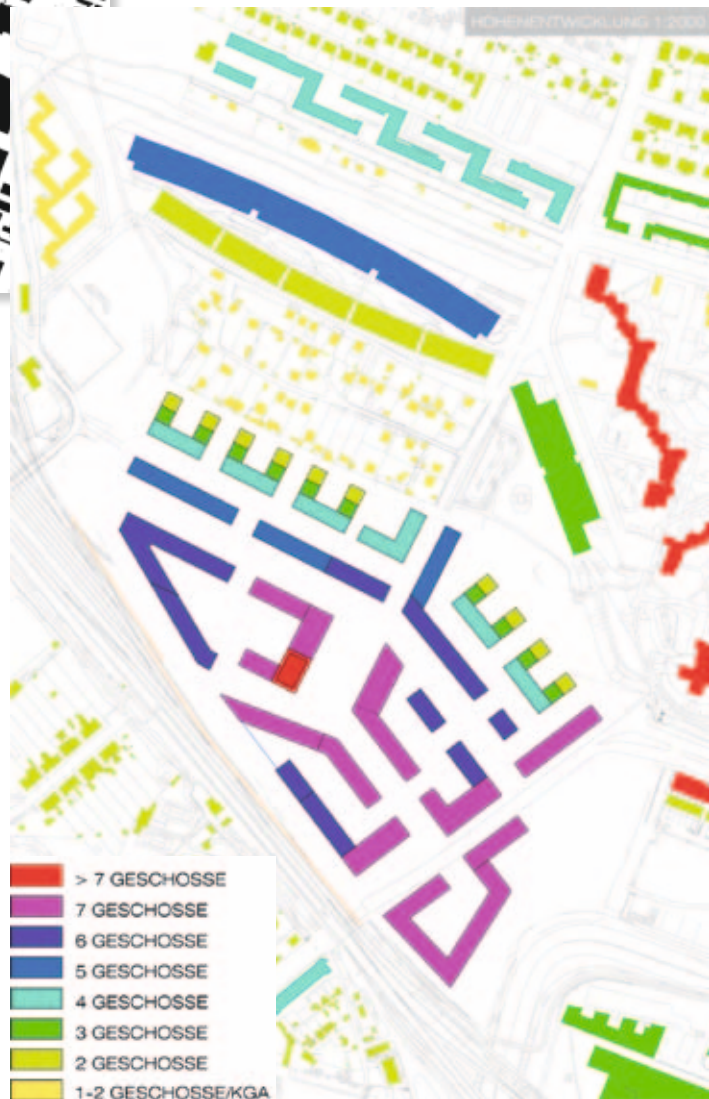 HÖHENENTWICKLUNG 1:2000
> 7 GESCHOSSE
7 GESCHOSSE
6 GESCHOSSE
5 GESCHOSSE
4 GESCHOSSE
3 GESCHOSSE
2 GESCHOSSE
1-2 GESCHOSSE/KGA